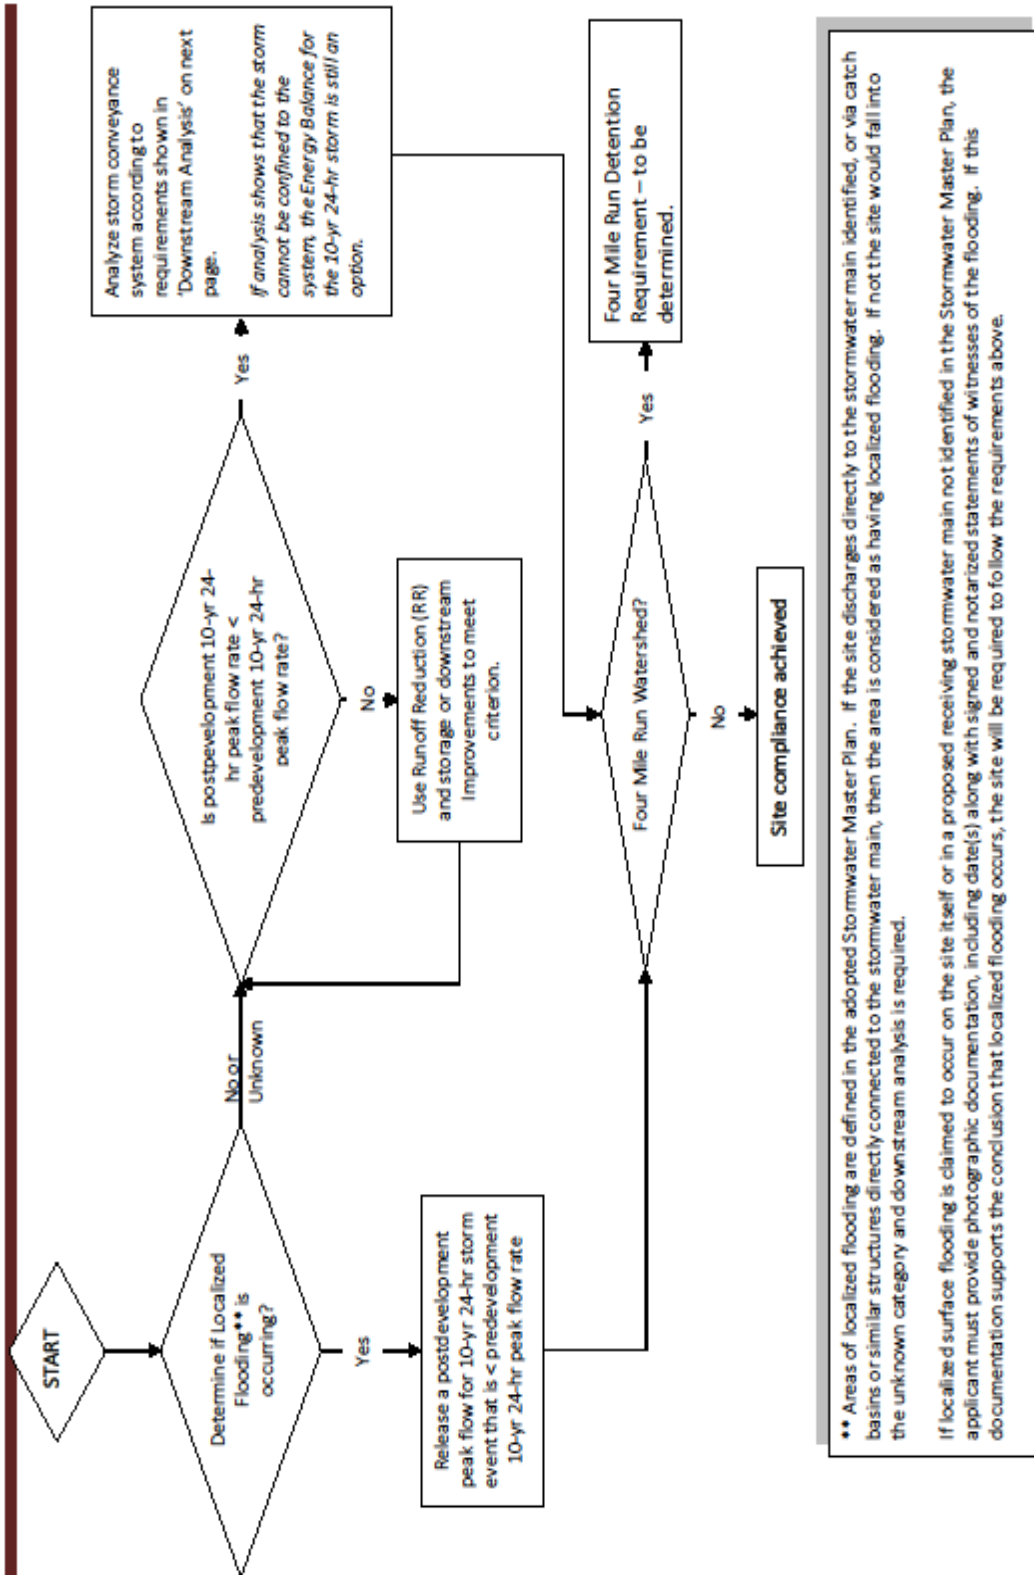 START
Determine if Localized
Flooding** is
occurring?
No or
Unknown
Yes
Release a postdevelopment
peak flow for 10-yr 24-hr storm
event that is < predevelopment
10-yr 24-hr peak flow rate
Is postpevelopment 10-yr 24-
hr peak flow rate <
predevelopment 10-yr 24-hr
peak flow rate?
Yes
No
Use Runoff Reduction (RR)
and storage or downstream
Improvements to meet
criterion.
Analyze storm conveyance
system according to
requirements shown in
'Downstream Analysis' on next
page.
If analysis shows that the storm
cannot be confined to the
system, the Energy Balance for
the 10-yr 24-hr storm is still an
option.
Four Mile Run Watershed?
Yes
No
Four Mile Run Detention
Requirement – to be
determined.
Site compliance achieved
** Areas of localized flooding are defined in the adopted Stormwater Master Plan. If the site discharges directly to the stormwater main identified, or via catch
basins or similar structures directly connected to the stormwater main, then the area is considered as having localized flooding. If not the site would fall into
the unknown category and downstream analysis is required.
If localized surface flooding is claimed to occur on the site itself or in a proposed receiving stormwater main not identified in the Stormwater Master Plan, the
applicant must provide photographic documentation, including date(s) along with signed and notarized statements of witnesses of the flooding. If this
documentation supports the conclusion that localized flooding occurs, the site will be required to follow the requirements above.